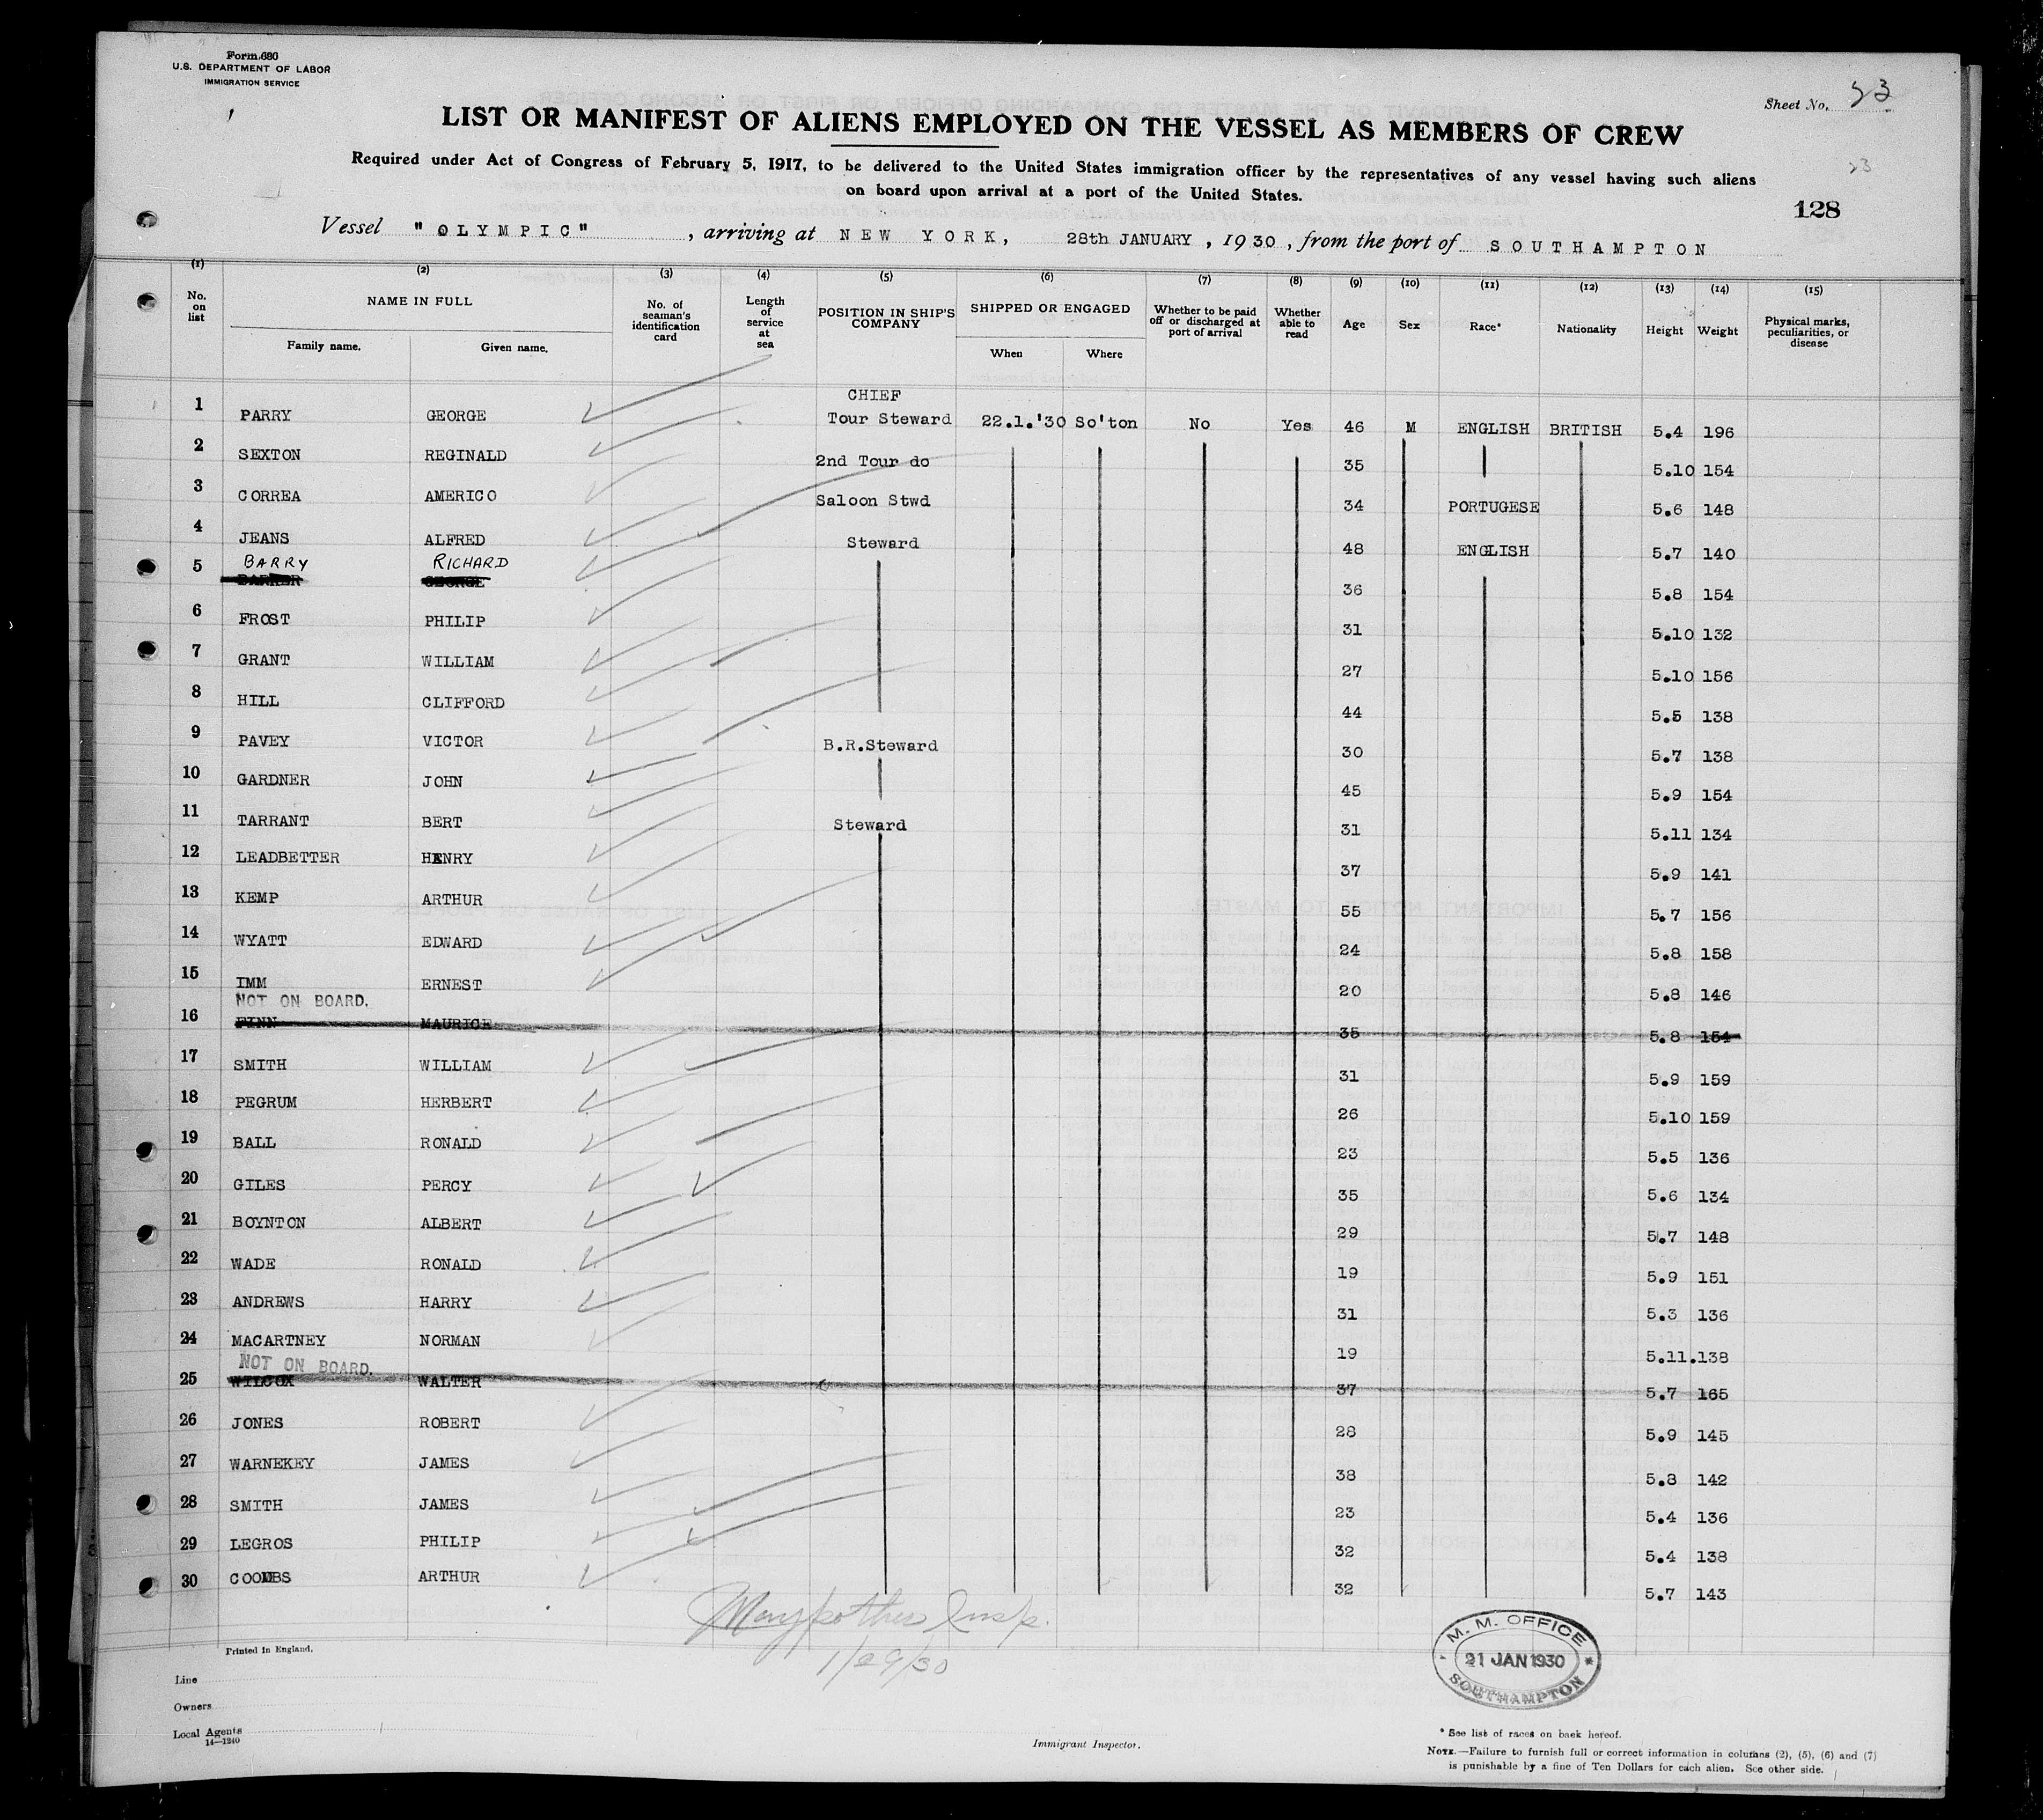 Form 680
U.S. DEPARTMENT OF LABOR
IMMIGRATION SERVICE
Sheet No. 23
LIST OR MANIFEST OF ALIENS EMPLOYED ON THE VESSEL AS MEMBERS OF CREW
Required under Act of Congress of February 5, 1917, to be delivered to the United States immigration officer by the representatives of any vessel having such aliens
on board upon arrival at a port of the United States.
23
128
Vessel "OLYMPIC", arriving at NEW YORK, 28th JANUARY, 1930, from the port of SOUTHAMPTON
(1) (2) (3) (4) (5) (6) (7) (8) (9) (10) (11) (12) (13) (14) (15)
No. on list NAME IN FULL Family name. Given name. No. of seaman's identification card Length of service at sea POSITION IN SHIP'S COMPANY SHIPPED OR ENGAGED When Where Whether to be paid off or discharged at port of arrival Whether able to read Age Sex Race* Nationality Height Weight Physical marks, peculiarities, or disease
1 PARRY GEORGE CHIEF Tour Steward 22.1.'30 So'ton No Yes 46 M ENGLISH BRITISH 5.4 196
2 SEXTON REGINALD 2nd Tour do 35 5.10 154
3 CORREA AMERICO Saloon Stwd 34 PORTUGESE 5.6 148
4 JEANS ALFRED Steward 48 ENGLISH 5.7 140
BARRY RICHARD
5 BARKER GEORGE 36 5.8 154
6 FROST PHILIP 31 5.10 132
7 GRANT WILLIAM 27 5.10 156
8 HILL CLIFFORD 44 5.5 138
9 PAVEY VICTOR B.R.Steward 30 5.7 138
10 GARDNER JOHN 45 5.9 154
11 TARRANT BERT Steward 31 5.11 134
12 LEADBETTER HENRY 37 5.9 141
13 KEMP ARTHUR 55 5.7 156
14 WYATT EDWARD 24 5.8 158
15 IMM ERNEST 20 5.8 146
NOT ON BOARD.
16 FINN MAURICE 35 5.8 154
17 SMITH WILLIAM 31 5.9 159
18 PEGRUM HERBERT 26 5.10 159
19 BALL RONALD 23 5.5 136
20 GILES PERCY 35 5.6 134
21 BOYNTON ALBERT 29 5.7 148
22 WADE RONALD 19 5.9 151
23 ANDREWS HARRY 31 5.3 136
24 MACARTNEY NORMAN 19 5.11. 138
NOT ON BOARD.
25 WILCOX WALTER 37 5.7 165
26 JONES ROBERT 28 5.9 145
27 WARNEKEY JAMES 38 5.8 142
28 SMITH JAMES 23 5.4 136
29 LEGROS PHILIP 32 5.4 138
30 COOMBS ARTHUR 32 5.7 143
Insp.
1/29/30
M. M. OFFICE
21 JAN 1930
SOUTHAMPTON
Printed in England.
Line
Owners
Local Agents
14—1240
Immigrant Inspector.
* See list of races on back hereof.
NOTE.—Failure to furnish full or correct information in columns (2), (5), (6) and (7)
is punishable by a fine of Ten Dollars for each alien. See other side.